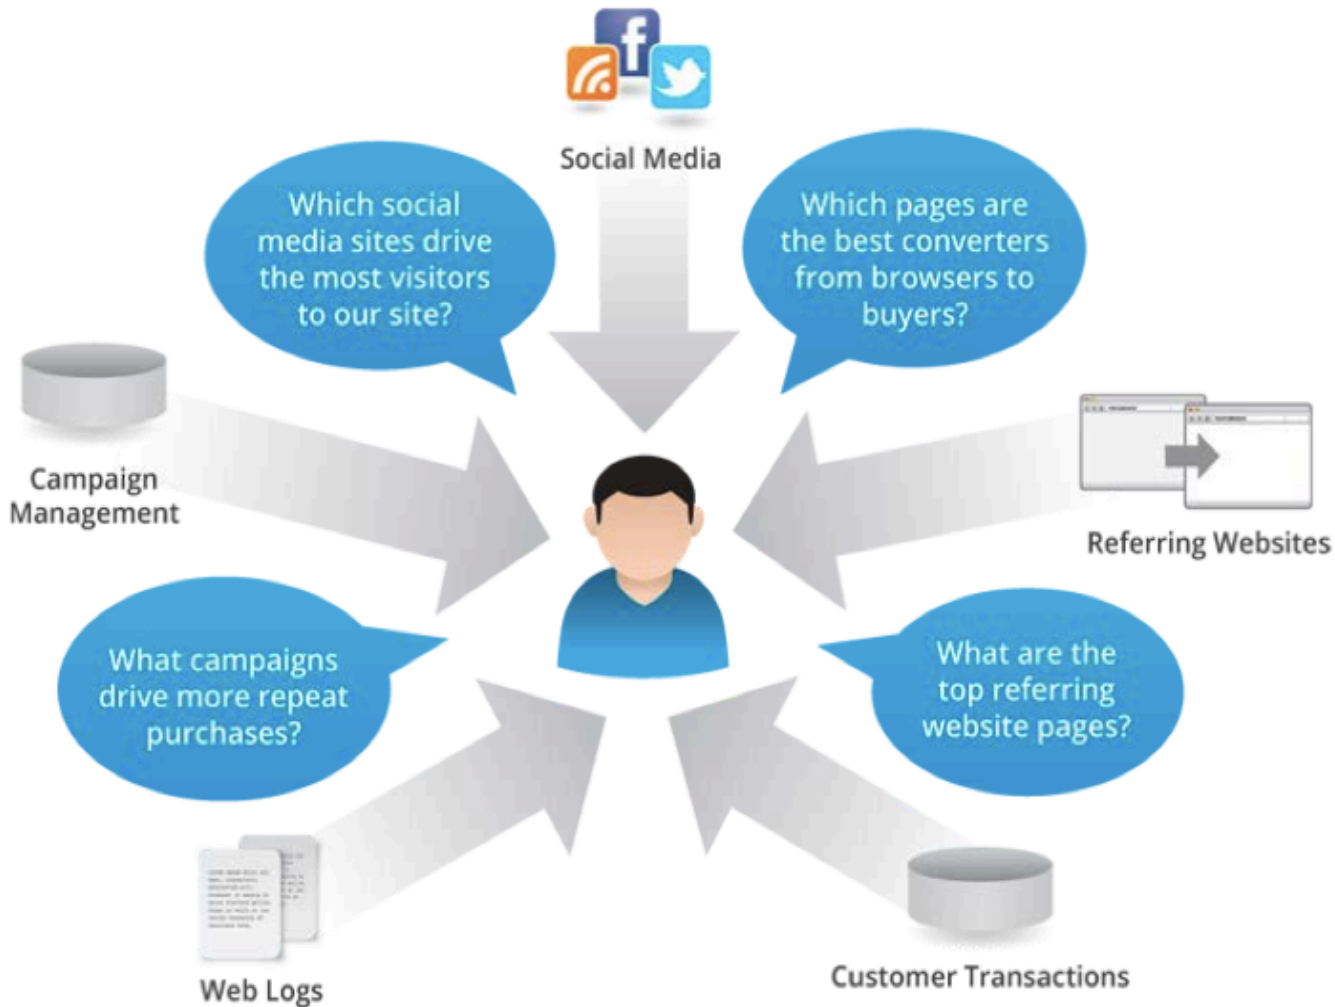 Social Media
Which social
media sites drive
the most visitors
to our site?
Which pages are
the best converters
from browsers to
buyers?
Campaign
Management
Referring Websites
What campaigns
drive more repeat
purchases?
What are the
top referring
website pages?
Web Logs
Customer Transactions